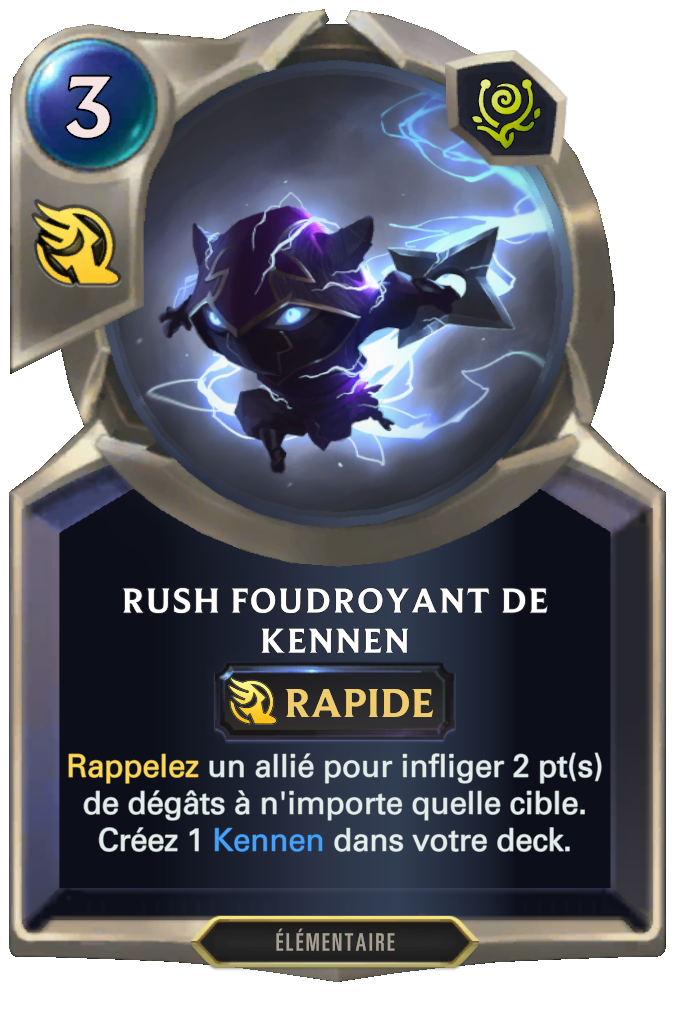 3
RUSH FOUDROYANT DE
KENNEN
RAPIDE
Rappelez un allié pour infliger 2 pt(s)
de dégâts à n'importe quelle cible.
Créez 1 Kennen dans votre deck.
ÉLÉMENTAIRE